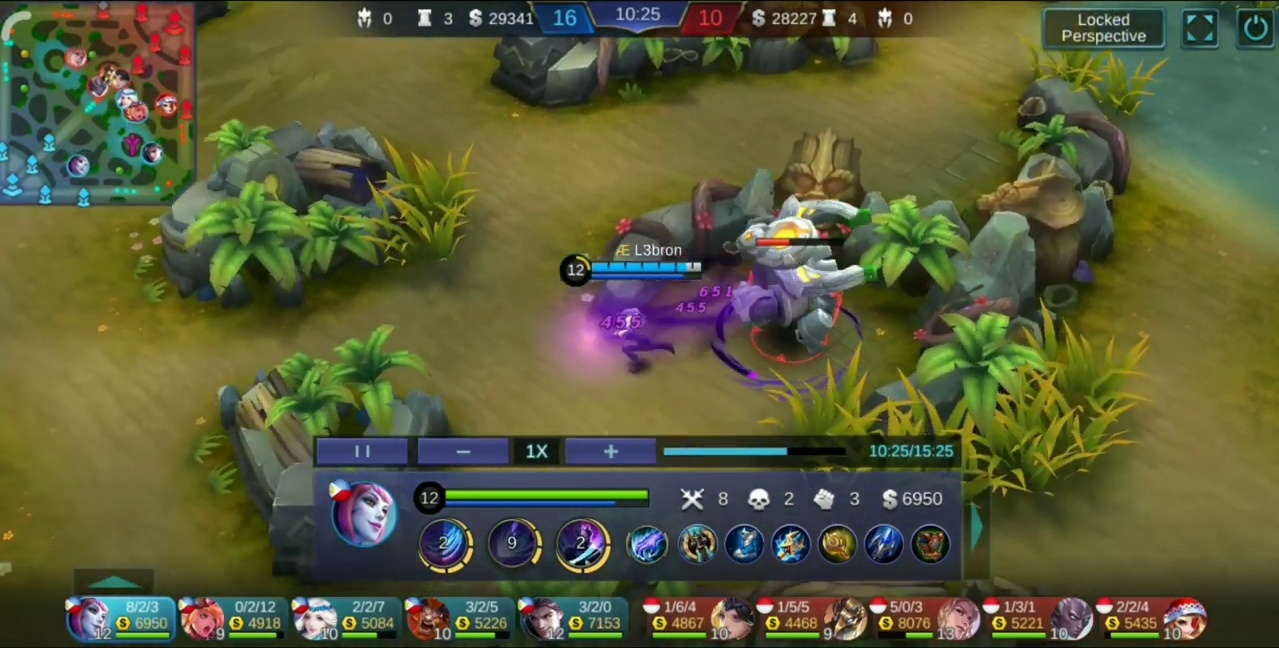 0 3 29341 16 10:25 10 28227 4 0
Locked
Perspective
12 Æ L3bron
651
455
455
1X 10:25/15:25
12 8 2 3 6950
2 9 2
8/2/3 0/2/12 2/2/7 3/2/5 3/2/0 1/6/4 1/5/5 5/0/3 1/3/1 2/2/4
6950 4918 5084 5226 7153 4867 4468 8076 5221 5435
12 9 10 10 12 10 9 13 10 10